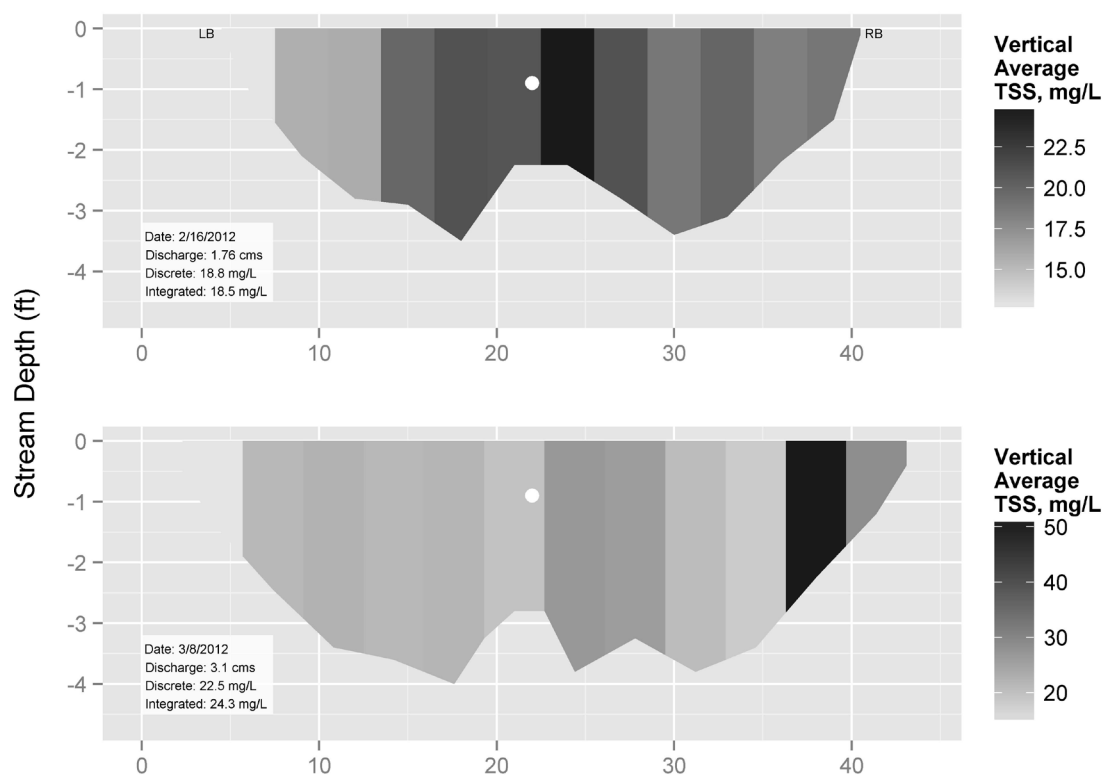 Stream Depth (ft)
0
-1
-2
-3
-4
LB
RB
Date: 2/16/2012
Discharge: 1.76 cms
Discrete: 18.8 mg/L
Integrated: 18.5 mg/L
0
10
20
30
40
Vertical
Average
TSS, mg/L
22.5
20.0
17.5
15.0
0
-1
-2
-3
-4
Date: 3/8/2012
Discharge: 3.1 cms
Discrete: 22.5 mg/L
Integrated: 24.3 mg/L
0
10
20
30
40
Vertical
Average
TSS, mg/L
50
40
30
20